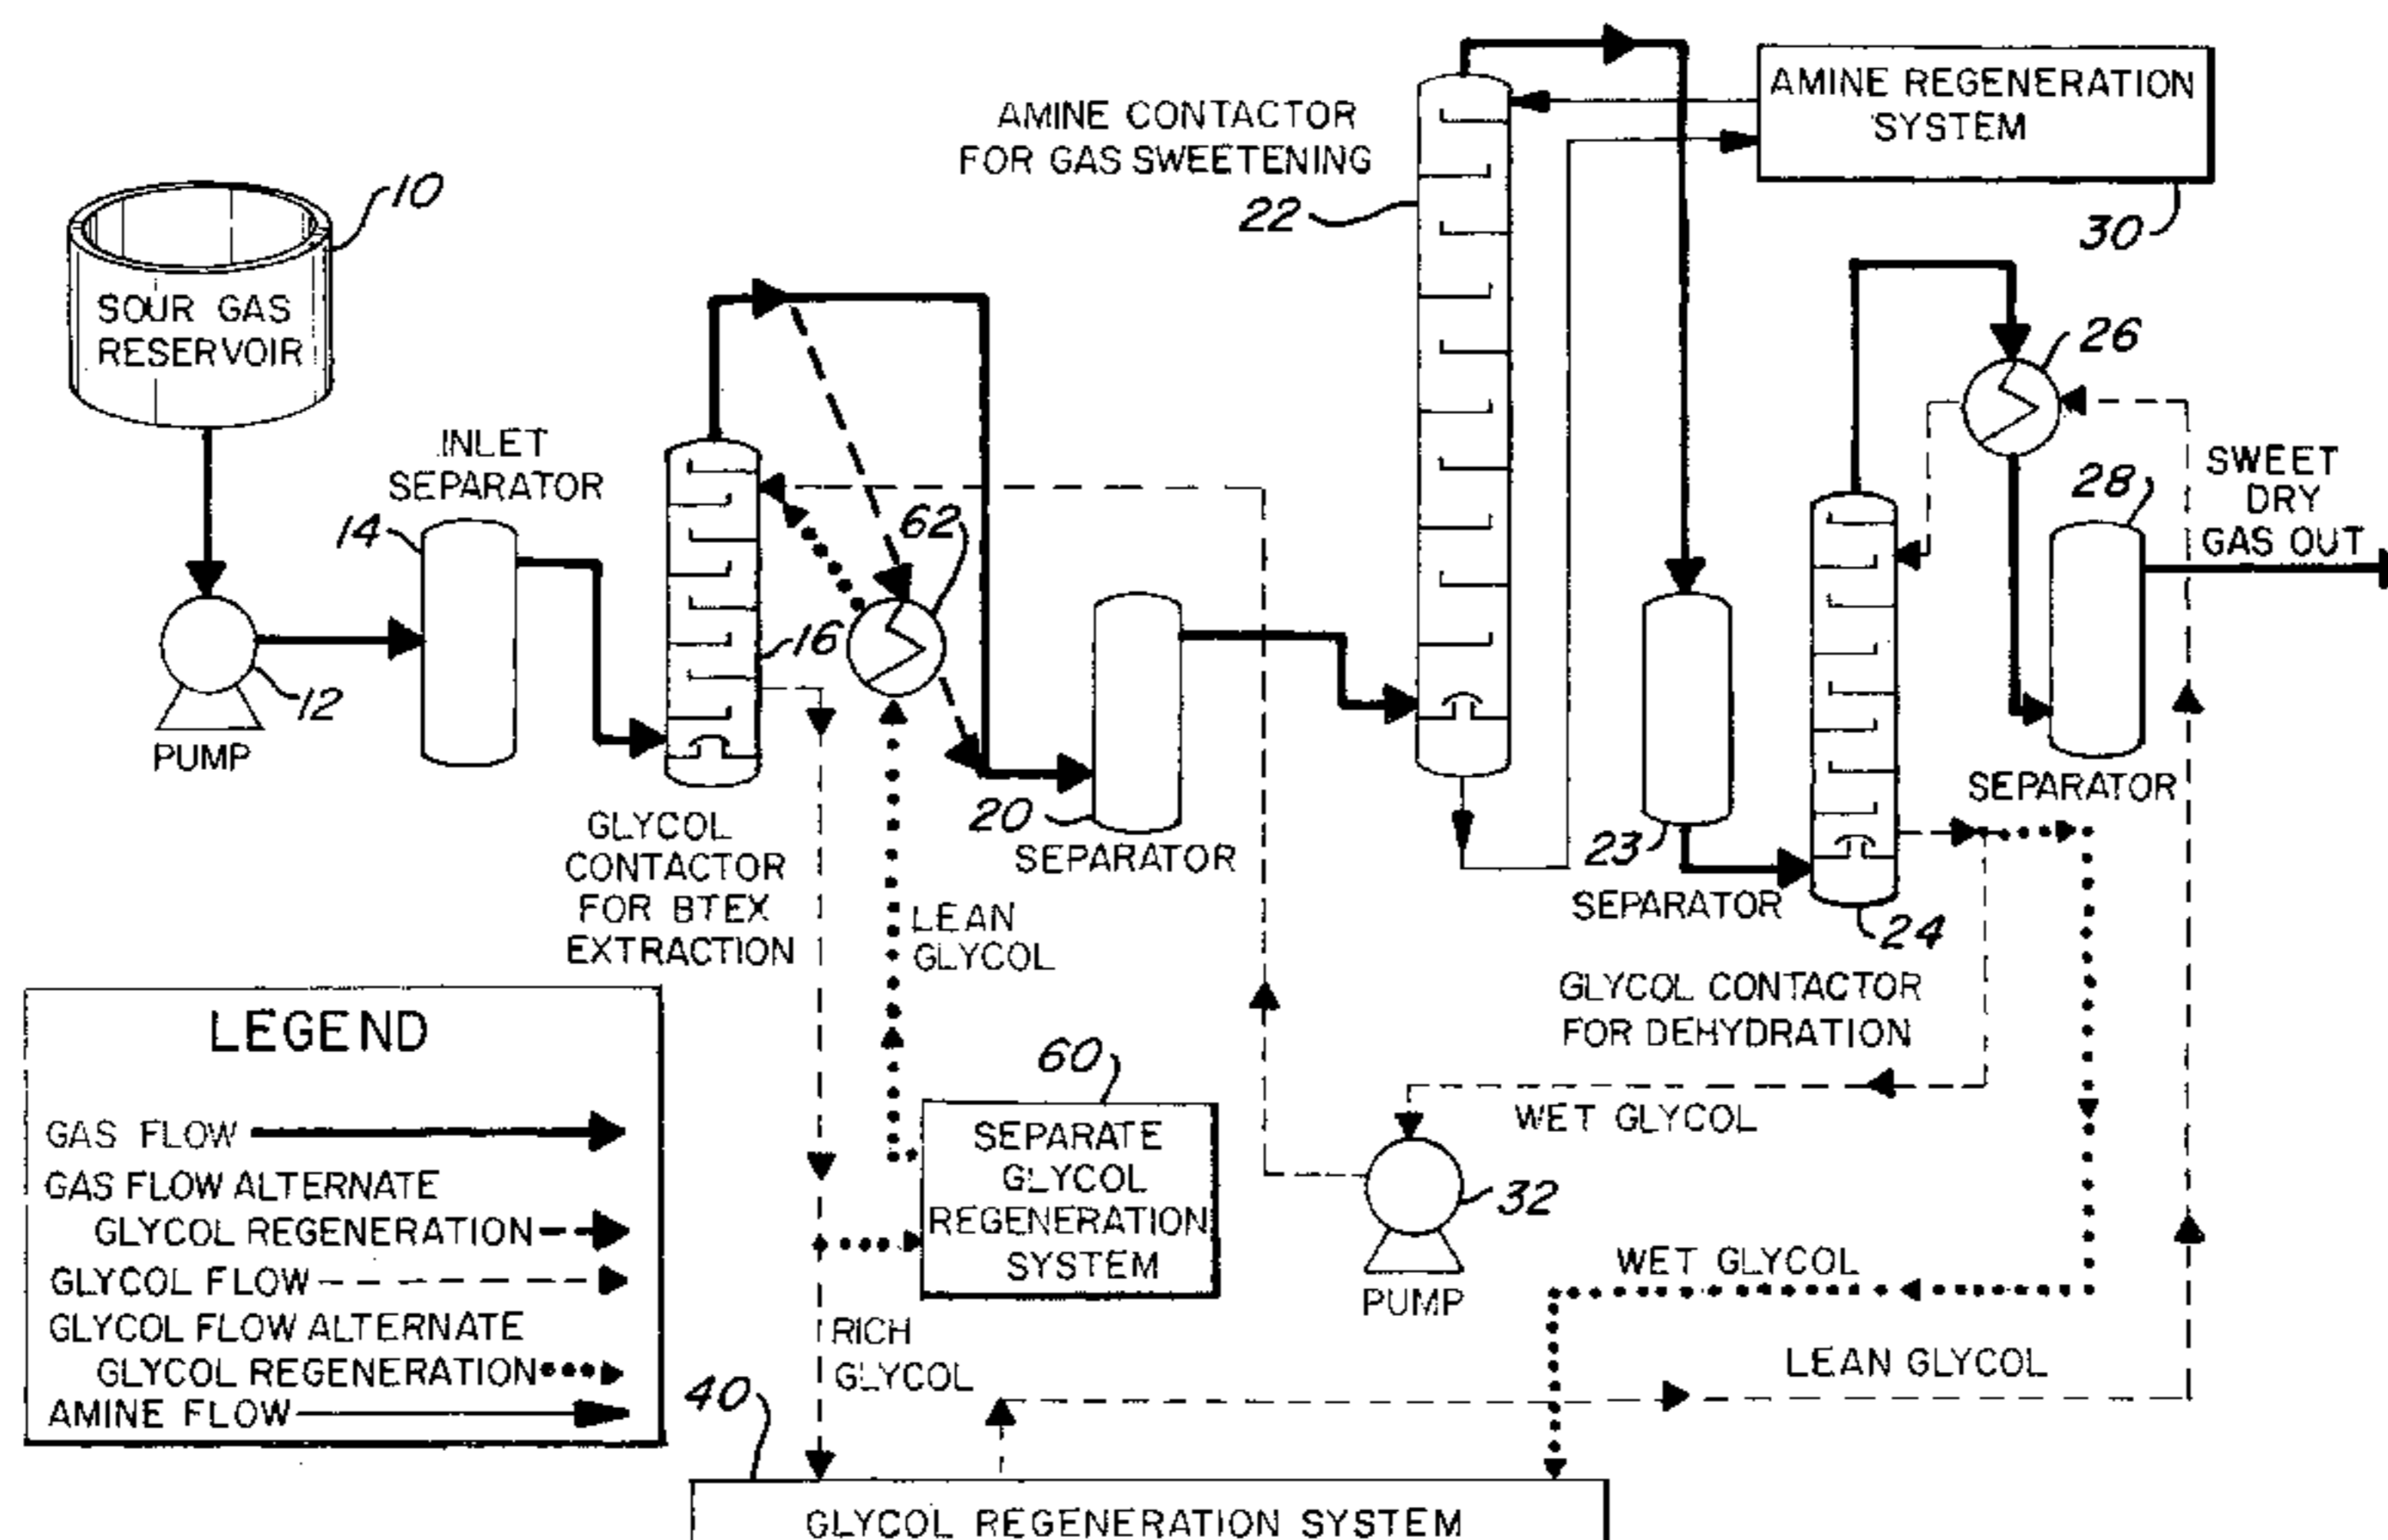 AMINE CONTACTOR
FOR GAS SWEETENING
22
AMINE REGENERATION
SYSTEM
30
10
SOUR GAS
RESERVOIR
12
PUMP
INLET
SEPARATOR
14
16
62
GLYCOL
CONTACTOR
FOR BTEX
EXTRACTION
20
SEPARATOR
23
SEPARATOR
26
SWEET
DRY
GAS OUT
28
SEPARATOR
24
GLYCOL CONTACTOR
FOR DEHYDRATION
LEAN
GLYCOL
60
SEPARATE
GLYCOL
REGENERATION
SYSTEM
WET GLYCOL
32
PUMP
WET GLYCOL
LEAN GLYCOL
RICH
GLYCOL
LEGEND
GAS FLOW
GAS FLOW ALTERNATE
GLYCOL REGENERATION
GLYCOL FLOW
GLYCOL FLOW ALTERNATE
GLYCOL REGENERATION
AMINE FLOW
40
GLYCOL REGENERATION SYSTEM